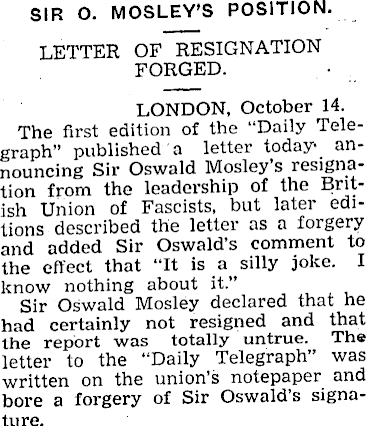 SIR O. MOSLEY'S POSITION.
LETTER OF RESIGNATION
FORGED.
LONDON, October 14.
The first edition of the "Daily Tele-
graph" published a letter today an-
nouncing Sir Oswald Mosley's resigna-
tion from the leadership of the Brit-
ish Union of Fascists, but later edi-
tions described the letter as a forgery
and added Sir Oswald's comment to
the effect that "It is a silly joke. I
know nothing about it."
Sir Oswald Mosley declared that he
had certainly not resigned and that
the report was totally untrue. The
letter to the "Daily Telegraph" was
written on the union's notepaper and
bore a forgery of Sir Oswald's signa-
ture.